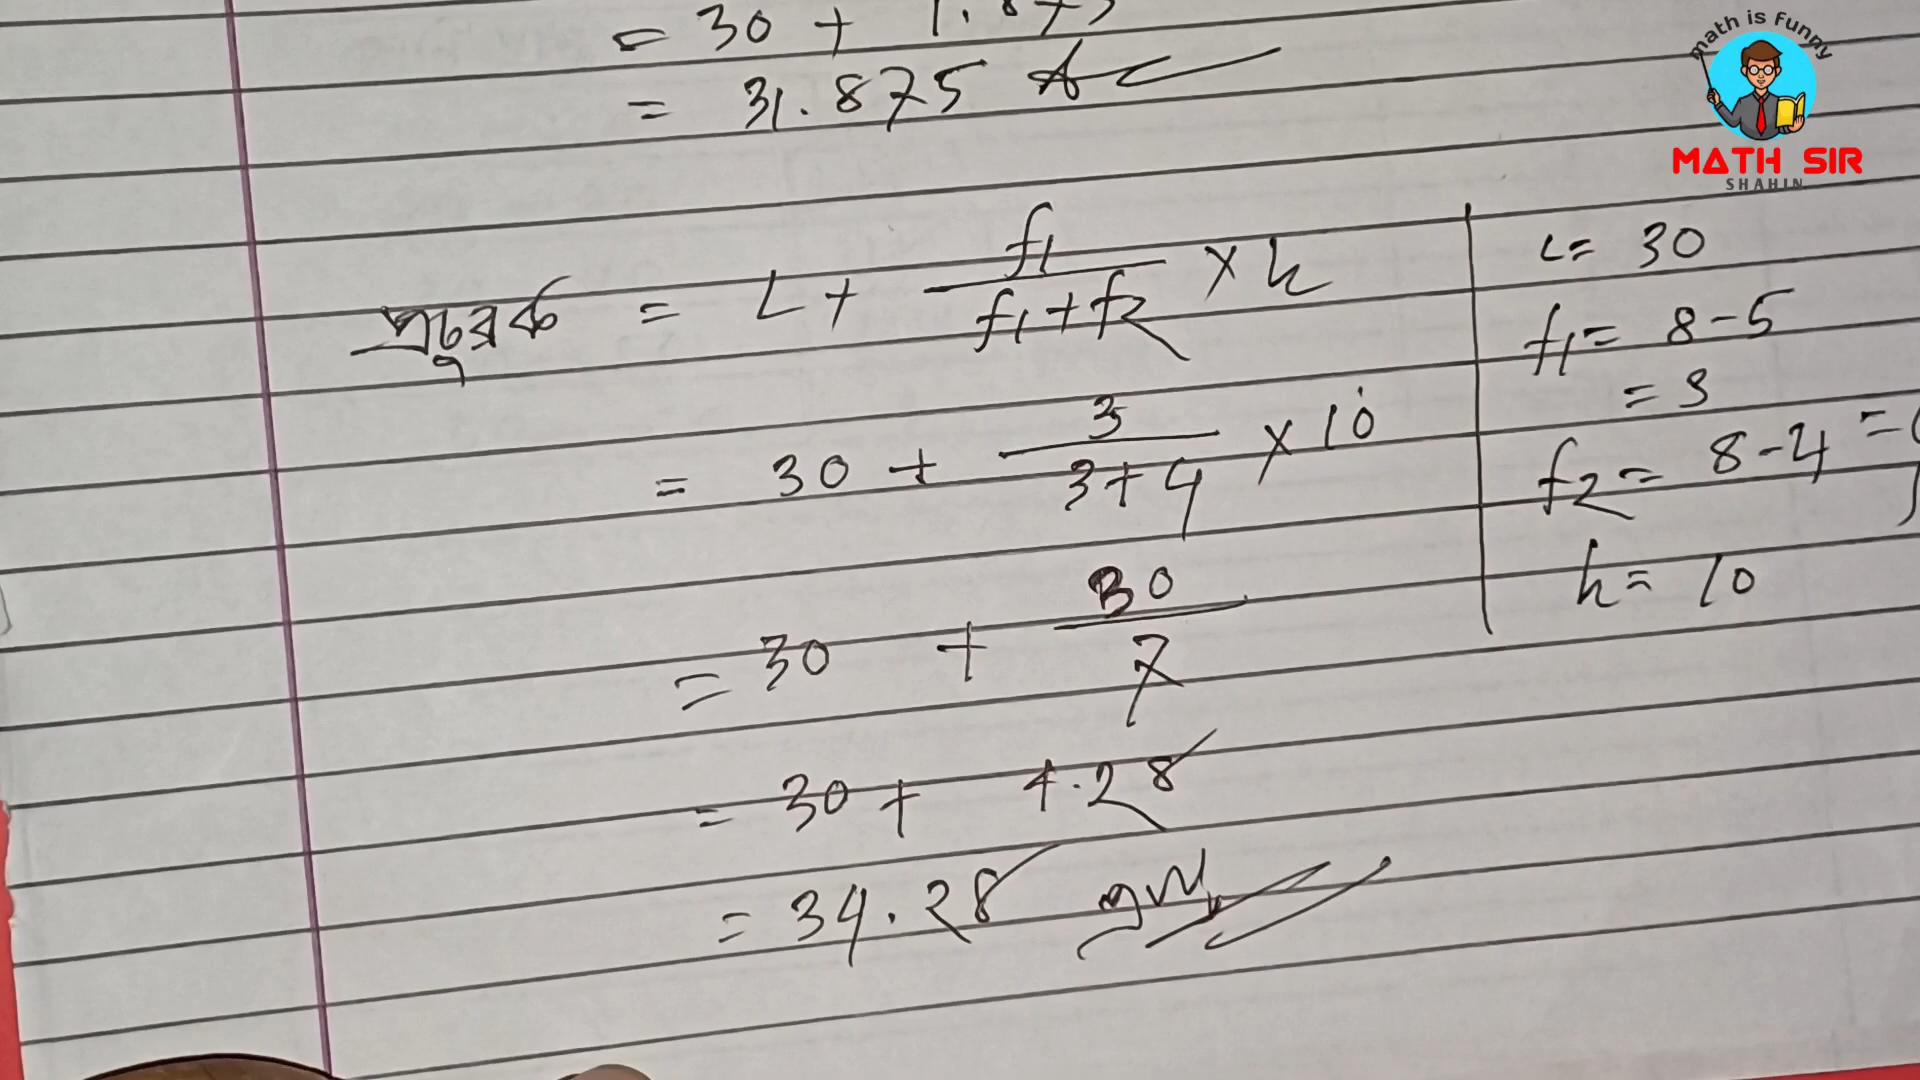 = 30 + 1.875
= 31.875
math is Funny
MATH SIR
SHAHIN
প্রচুরক = L + f1 / (f1 + f2) × h
= 30 + 3 / (3 + 4) × 10
= 30 + 30 / 7
= 30 + 4.28
= 34.28 gm
L = 30
f1 = 8 - 5
= 3
f2 = 8 - 4 =
h = 10